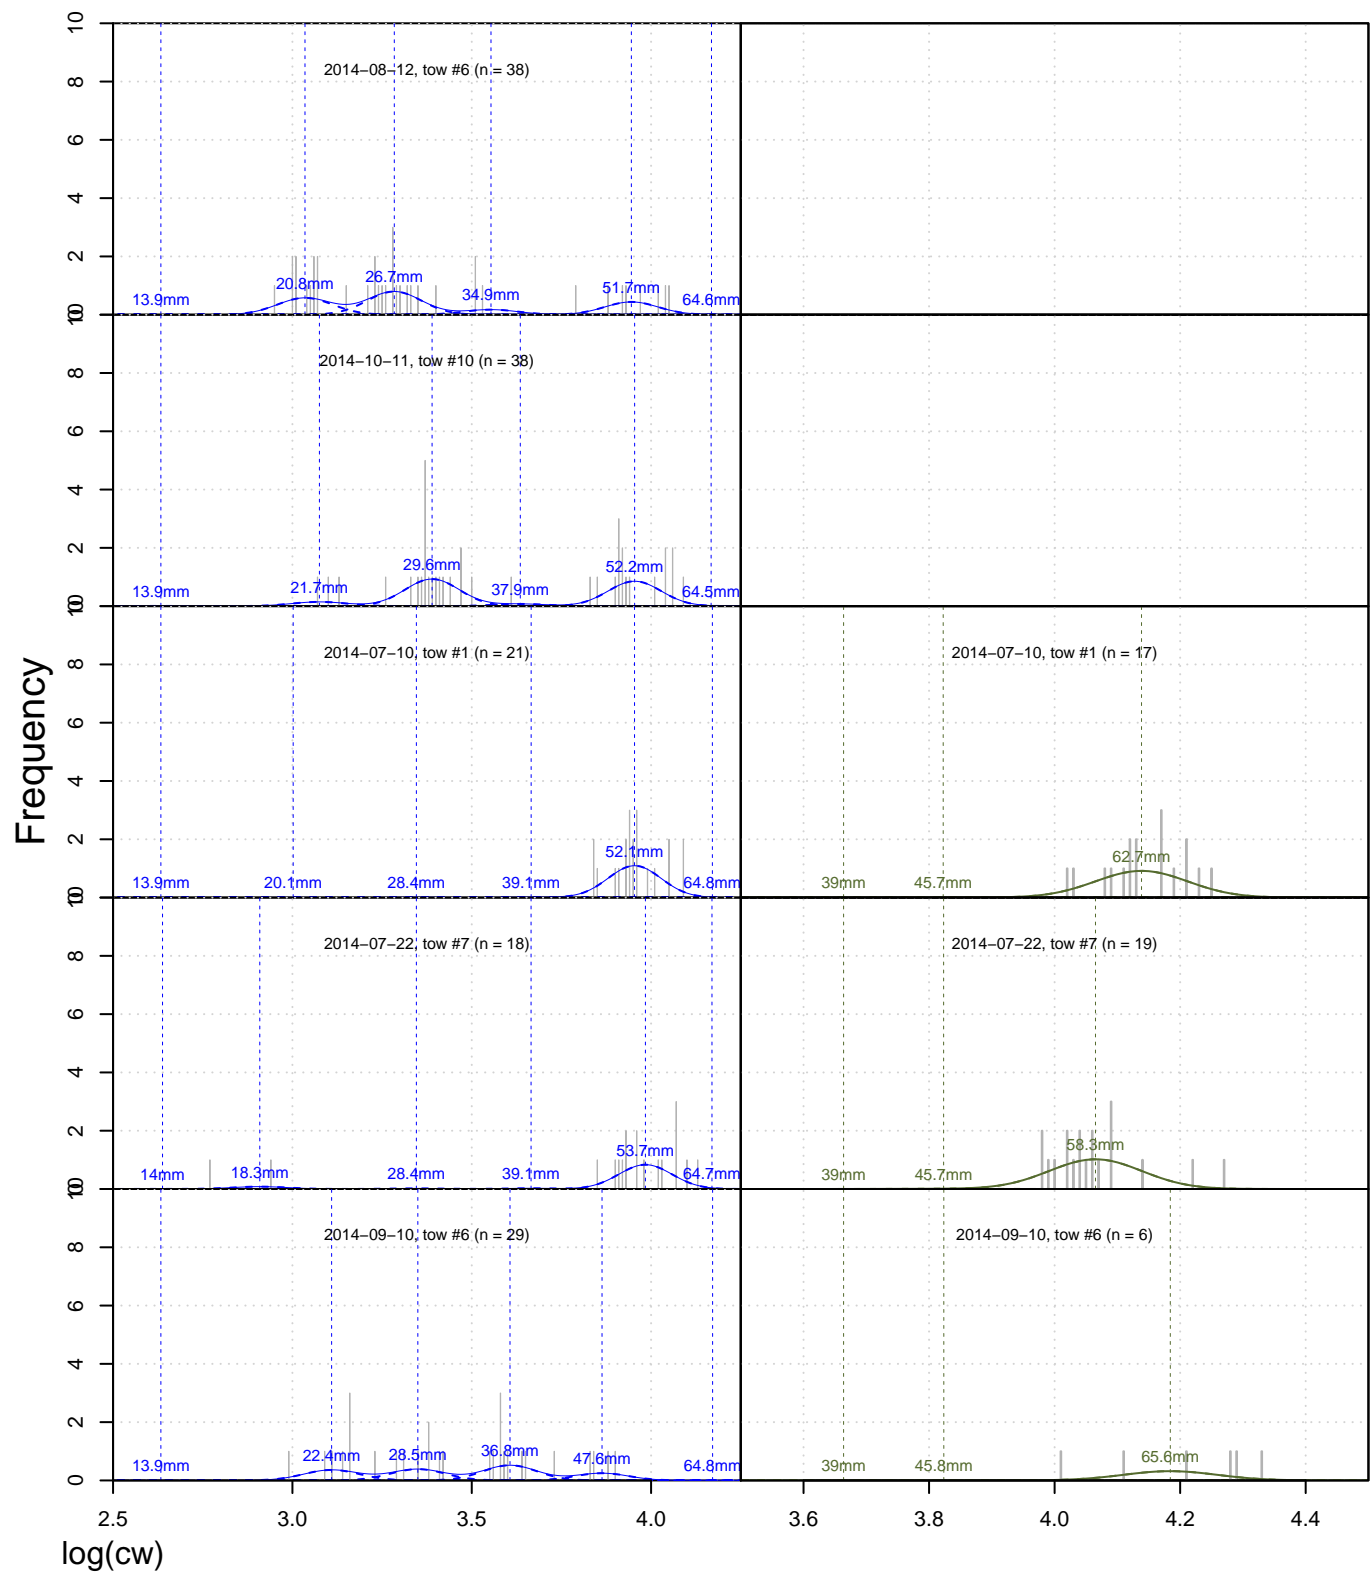 10
8
6
4
2
0
2014−08−12, tow #6 (n = 38)
13.9mm
20.8mm
26.7mm
34.9mm
51.7mm
64.6mm
10
8
6
4
2
0
2014−10−11, tow #10 (n = 38)
13.9mm
21.7mm
29.6mm
37.9mm
52.2mm
64.5mm
Frequency
10
8
6
4
2
0
2014−07−10, tow #1 (n = 21)
13.9mm
20.1mm
28.4mm
39.1mm
52.1mm
64.8mm
2014−07−10, tow #1 (n = 17)
39mm
45.7mm
62.7mm
10
8
6
4
2
0
2014−07−22, tow #7 (n = 18)
14mm
18.3mm
28.4mm
39.1mm
53.7mm
64.7mm
2014−07−22, tow #7 (n = 19)
39mm
45.7mm
58.3mm
10
8
6
4
2
0
2014−09−10, tow #6 (n = 29)
13.9mm
22.4mm
28.5mm
36.8mm
47.6mm
64.8mm
2014−09−10, tow #6 (n = 6)
39mm
45.8mm
65.6mm
2.5 3.0 3.5 4.0 3.6 3.8 4.0 4.2 4.4
log(cw)